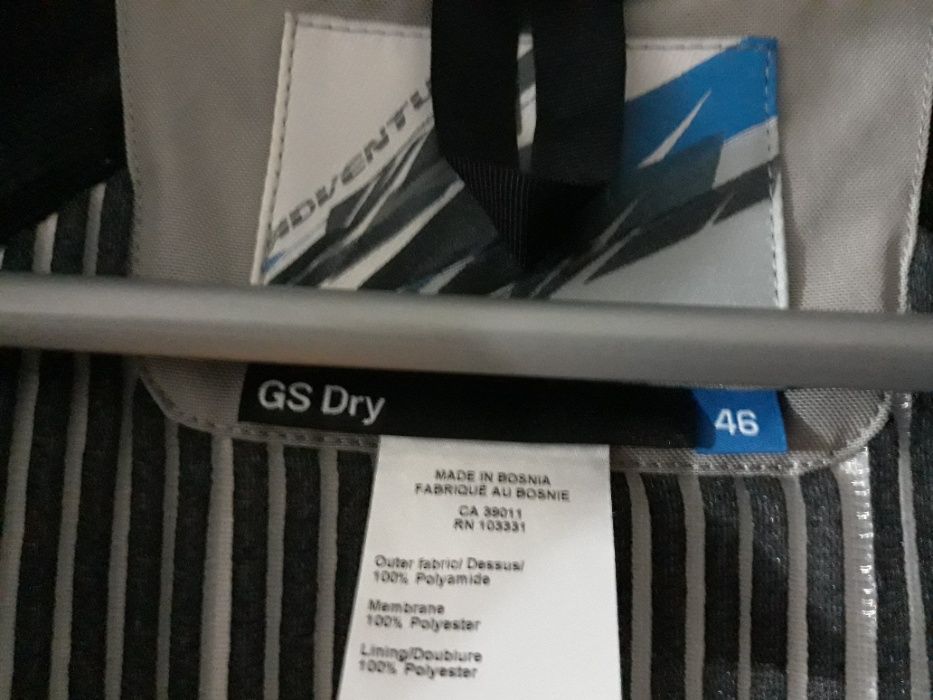 ADVENTU
GS Dry
46
MADE IN BOSNIA
FABRIQUÉ AU BOSNIE
CA 39011
RN 103331
Outer fabric/ Dessus/
100% Polyamide
Membrane
100% Polyester
Lining/Doublure
100% Polyester